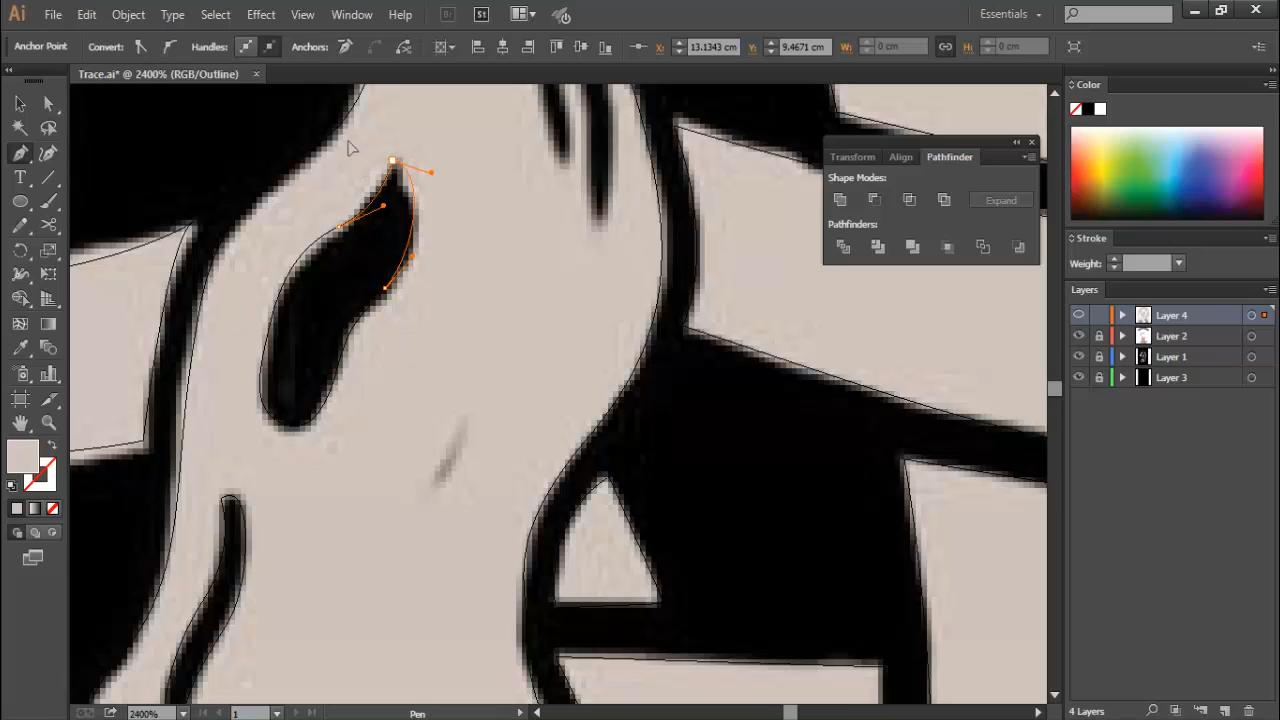 Ai File Edit Object Type Select Effect View Window Help Br St Essentials
Anchor Point Convert: Handles: Anchors: X: 13.1343 cm Y: 9.4671 cm W: 0 cm H: 0 cm
Trace.ai* @ 2400% (RGB/Outline) ×
Color
Transform Align Pathfinder
Shape Modes:
Expand
Pathfinders:
Stroke
Weight:
Layers
Layer 4
Layer 2
Layer 1
Layer 3
4 Layers
2400% 1 Pen